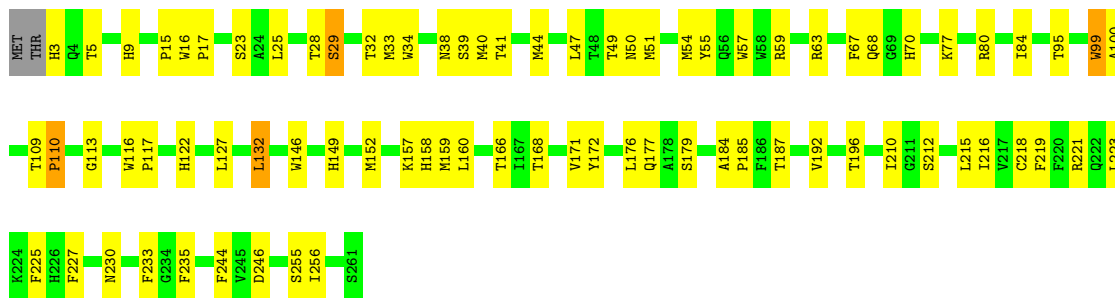 MET THR H3 Q4 T5 H9 P15 W16 P17 S23 A24 L25 T28 S29 T32 M33 W34 N38 S39 M40 T41 M44 L47 T48 T49 N50 M51 M54 Y55 Q56 W57 W58 R59 R63 F67 Q68 G69 H70 K77 R80 I84 T95 W99 A100
T109 P110 G113 W116 P117 H122 L127 L132 W146 H149 M152 K157 H158 M159 L160 T166 I167 T168 V171 Y172 L176 Q177 A178 S179 A184 P185 F186 T187 V192 T196 I210 G211 S212 L215 I216 V217 C218 F219 F220 R221 Q222
K224 F225 H226 F227 N230 F233 G234 F235 F244 V245 D246 S255 I256 S261